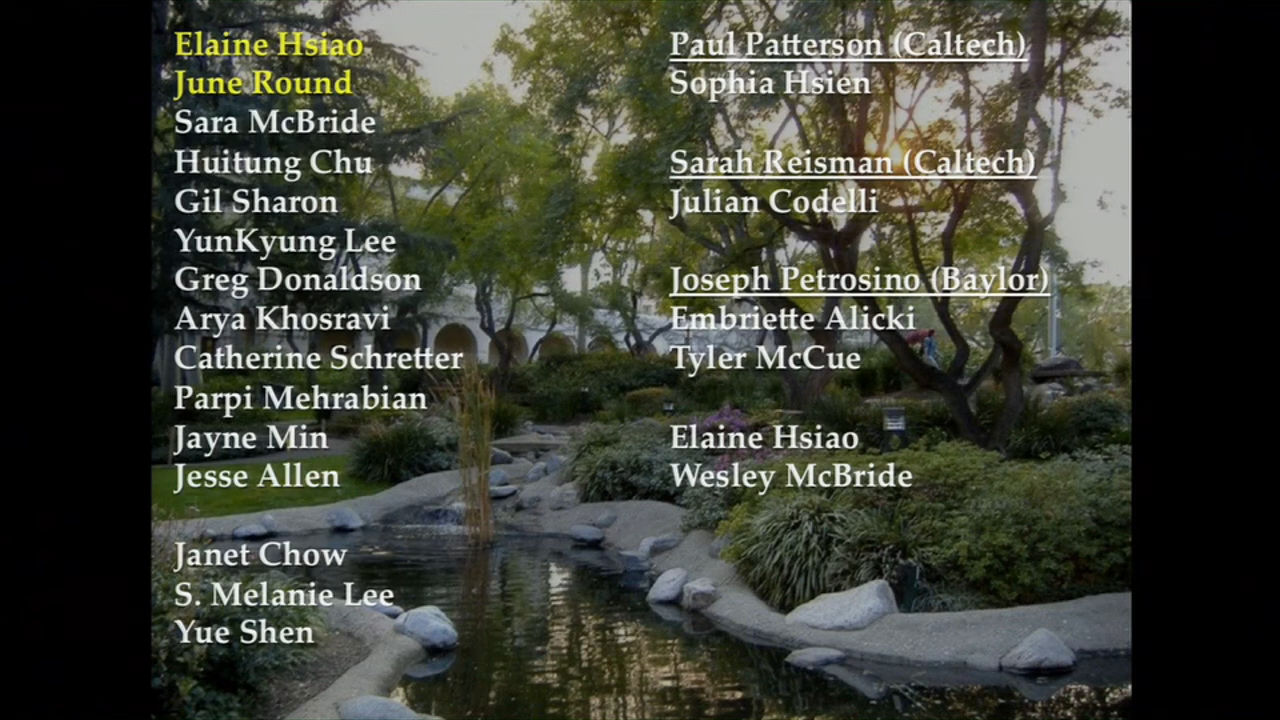 Elaine Hsiao
June Round
Sara McBride
Huitung Chu
Gil Sharon
YunKyung Lee
Greg Donaldson
Arya Khosravi
Catherine Schretter
Parpi Mehrabian
Jayne Min
Jesse Allen
Janet Chow
S. Melanie Lee
Yue Shen
Paul Patterson (Caltech)
Sophia Hsien
Sarah Reisman (Caltech)
Julian Codelli
Joseph Petrosino (Baylor)
Embriette Alicki
Tyler McCue
Elaine Hsiao
Wesley McBride